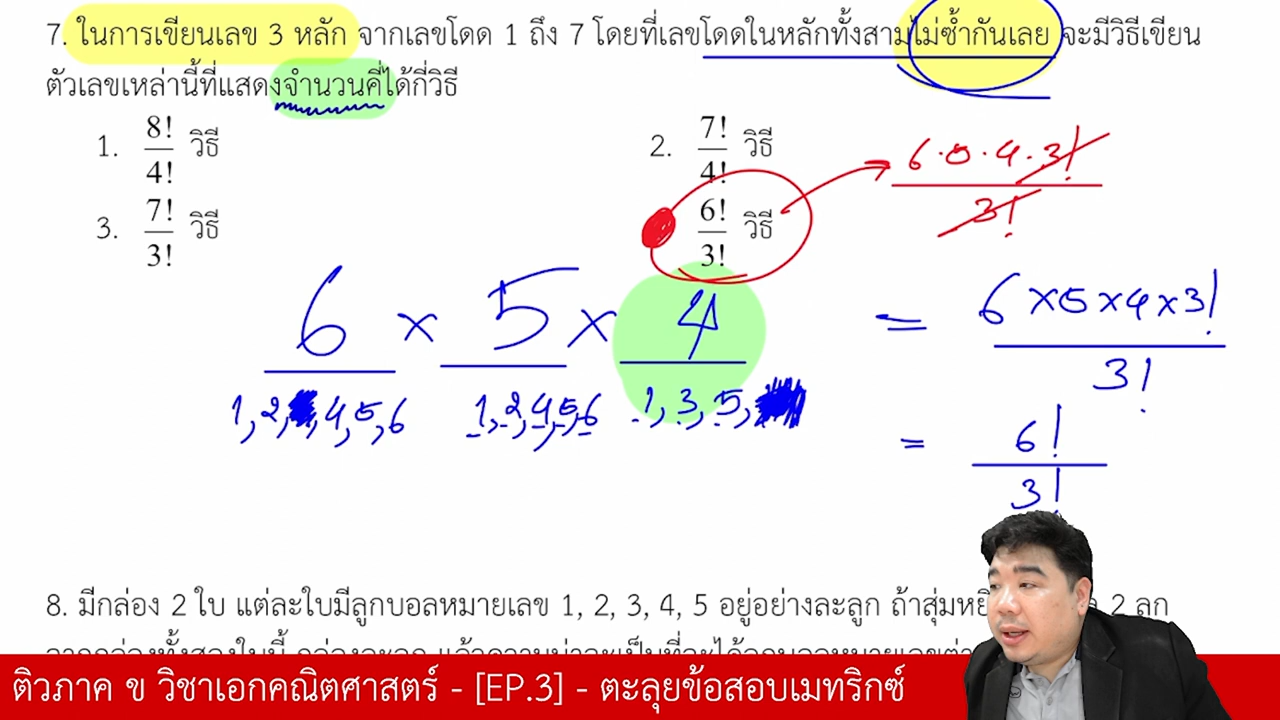 7. ในการเขียนเลข 3 หลัก จากเลขโดด 1 ถึง 7 โดยที่เลขโดดในหลักทั้งสามไม่ซ้ำกันเลย จะมีวิธีเขียน
ตัวเลขเหล่านี้ที่แสดงจำนวนคี่ได้กี่วิธี
1. 8!/4! วิธี
2. 7!/4! วิธี
3. 7!/3! วิธี
6!/3! วิธี
6·5·4·3!/3!
6 × 5 × 4 = 6×5×4×3!/3!
1,2, ,4,5,6 1,2,4,5,6 1,3,5,
= 6!/3!
8. มีกล่อง 2 ใบ แต่ละใบมีลูกบอลหมายเลข 1, 2, 3, 4, 5 อยู่อย่างละลูก ถ้าสุ่ม 2 ลูก
ติวภาค ข วิชาเอกคณิตศาสตร์ - [EP.3] - ตะลุยข้อสอบเมทริกซ์